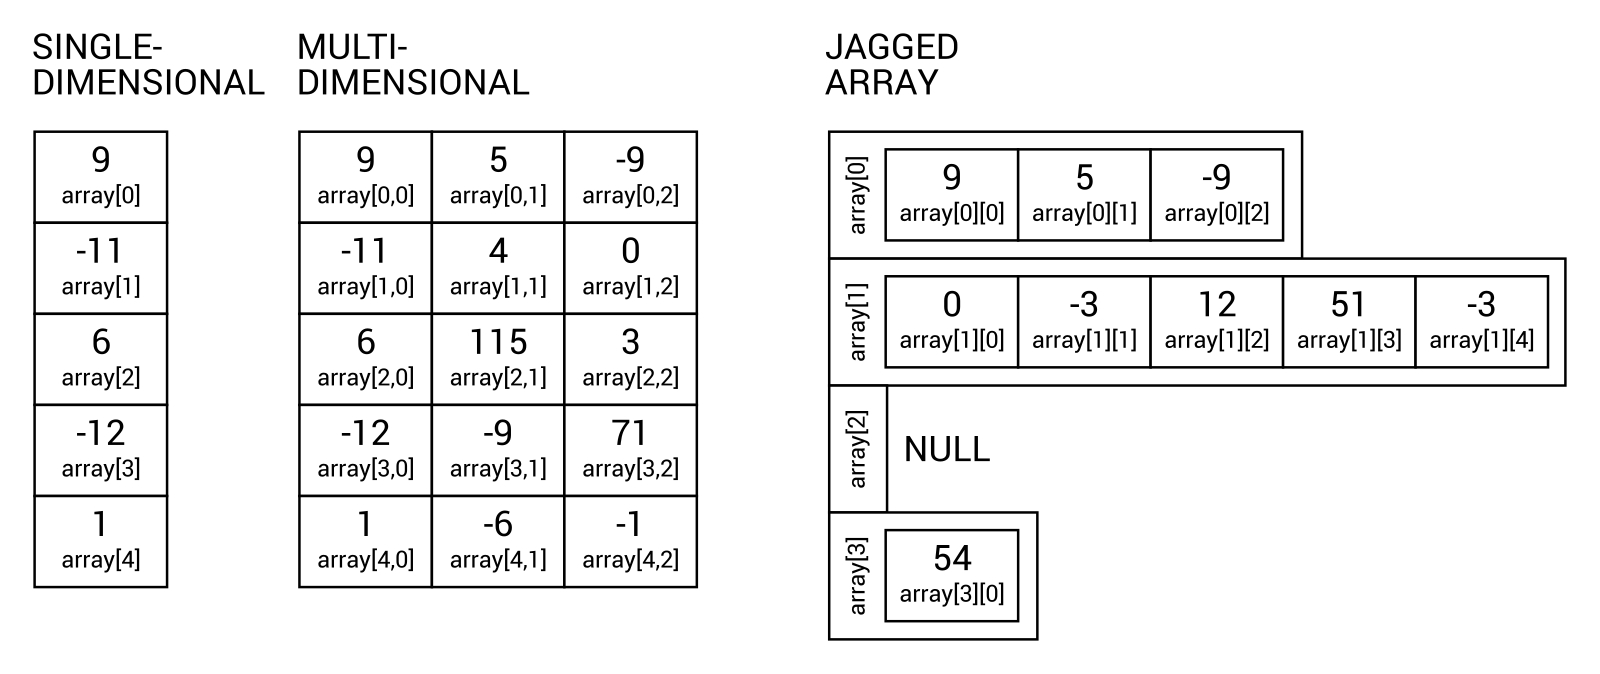 SINGLE-
DIMENSIONAL
9
array[0]
-11
array[1]
6
array[2]
-12
array[3]
1
array[4]
MULTI-
DIMENSIONAL
9 5 -9
array[0,0] array[0,1] array[0,2]
-11 4 0
array[1,0] array[1,1] array[1,2]
6 115 3
array[2,0] array[2,1] array[2,2]
-12 -9 71
array[3,0] array[3,1] array[3,2]
1 -6 -1
array[4,0] array[4,1] array[4,2]
JAGGED
ARRAY
array[0]
9 5 -9
array[0][0] array[0][1] array[0][2]
array[1]
0 -3 12 51 -3
array[1][0] array[1][1] array[1][2] array[1][3] array[1][4]
array[2]
NULL
array[3]
54
array[3][0]